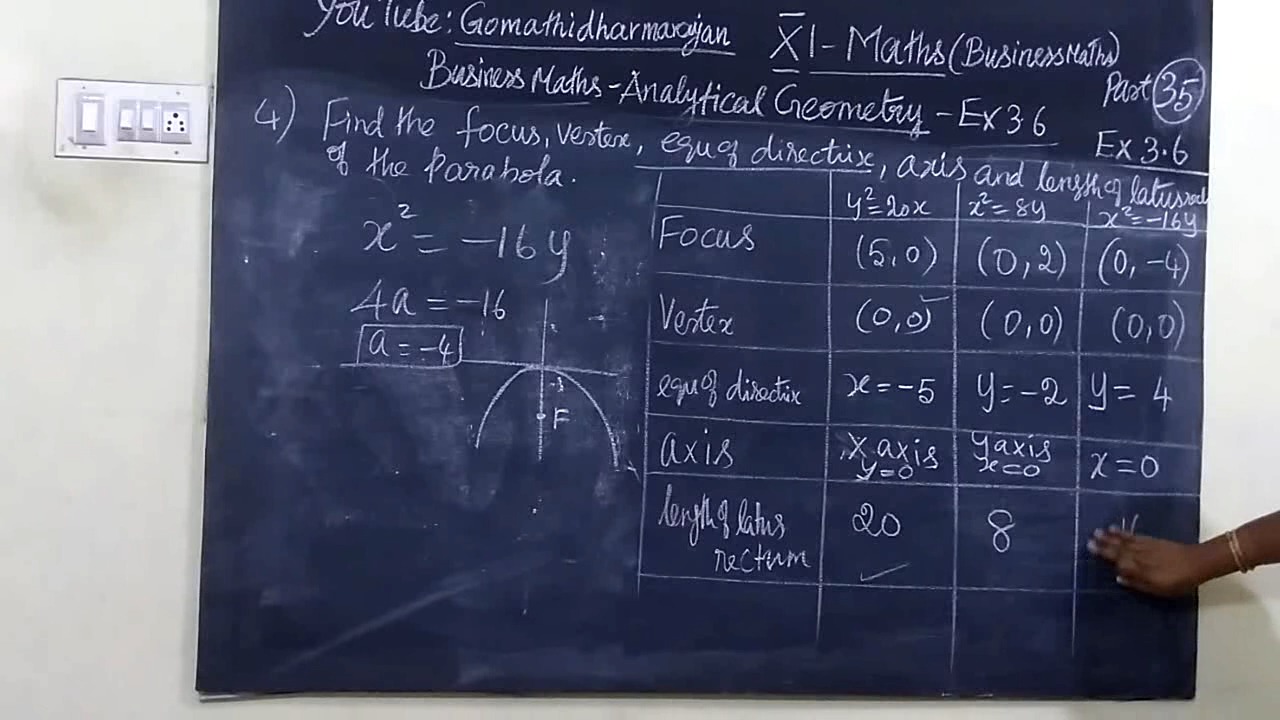 YouTube: Gomathidharmarajan XI-Maths (Business Maths)
Business Maths - Analytical Geometry - Ex 3.6
Part 35
Ex 3.6
4) Find the focus, vertex, equ of directrix, axis and length of latus
of the parabola.
x² = -16y
4a = -16
a = -4
F
y²=20x x²=8y x²=-16y
Focus (5,0) (0,2) (0,-4)
Vertex (0,0) (0,0) (0,0)
equ of directrix x=-5 y=-2 y=4
axis X axis y axis x=0
y=0 x=0
length of latus 20 8
rectum